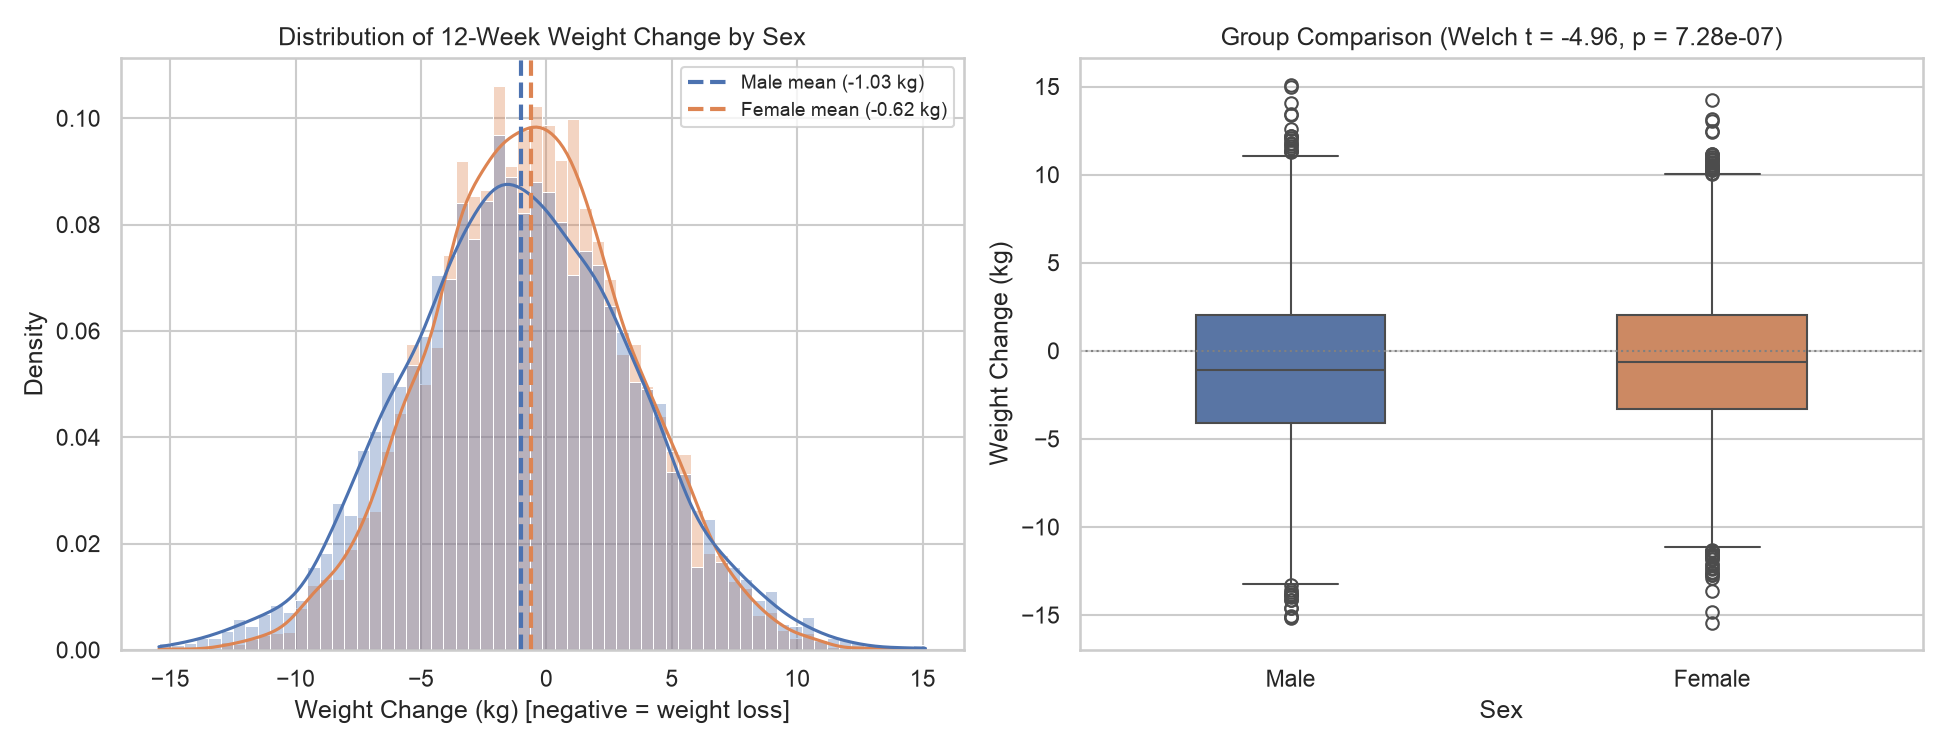 Distribution of 12-Week Weight Change by Sex
Male mean (-1.03 kg)
Female mean (-0.62 kg)
0.10
0.08
0.06
0.04
0.02
0.00
Density
−15 −10 −5 0 5 10 15
Weight Change (kg) [negative = weight loss]
Group Comparison (Welch t = -4.96, p = 7.28e-07)
15
10
5
0
−5
−10
−15
Weight Change (kg)
Male Female
Sex